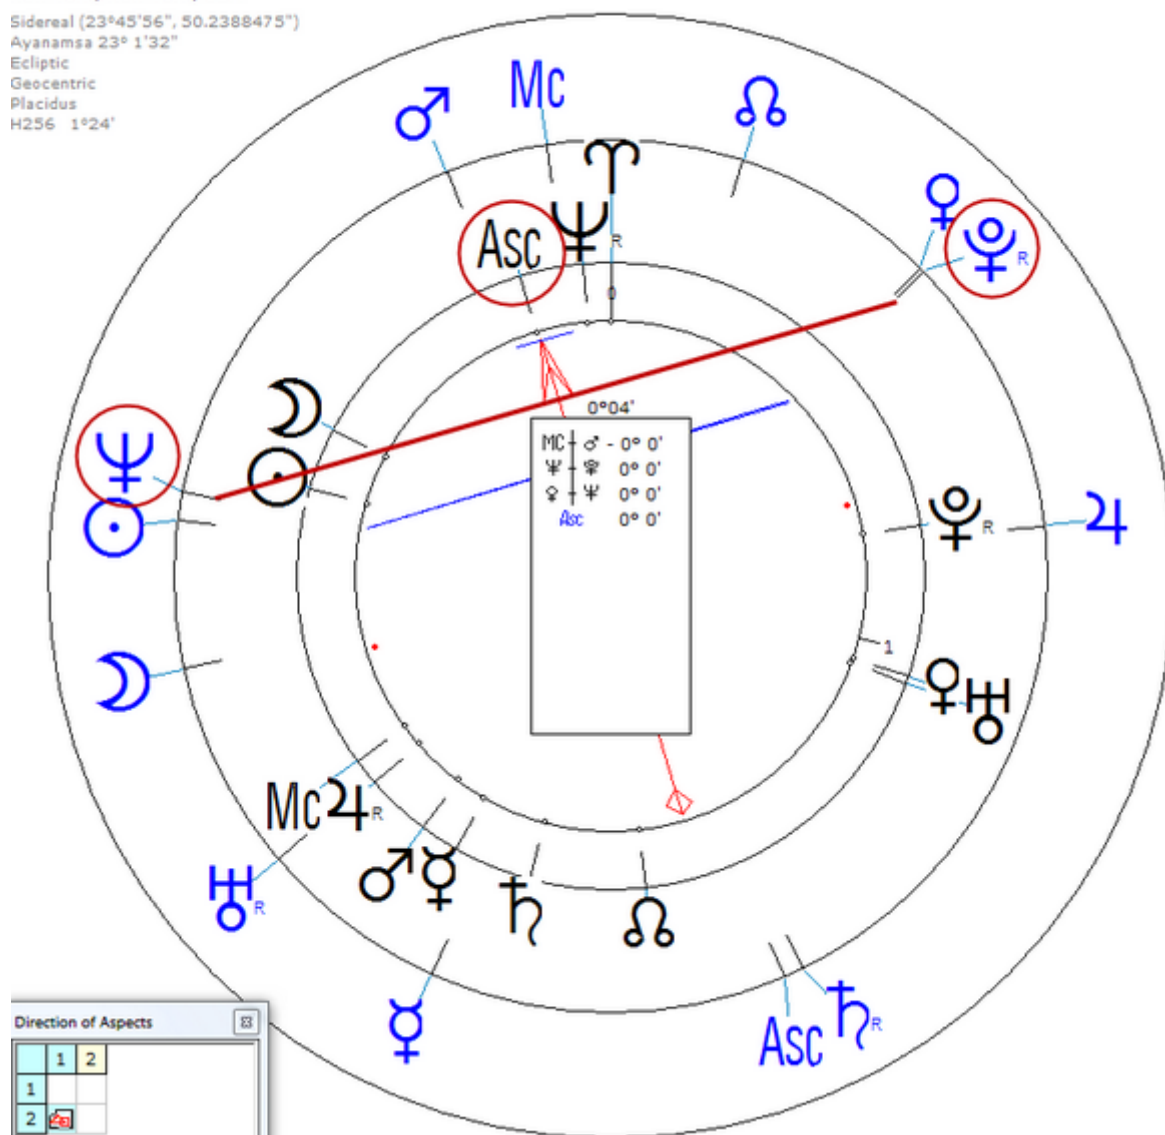 Sidereal (23°45'56", 50.2388475")
Ayanamsa 23° 1'32"
Ecliptic
Geocentric
Placidus
H256 1°24'
♂ Mc ☊
♈
♀ ♇ R
Asc ♆ R
0
☽
♆
☉
☉
0°04'
MC ♂ - 0° 0'
♆ ♇ 0° 0'
♀ ♆ 0° 0'
Asc 0° 0'
♇ R
♃
1
☽
♀ ♅
Mc ♃ R
♂ ☿
♅ R
♄ ☊
☿
Asc ♄ R
Direction of Aspects
1 2
1
2